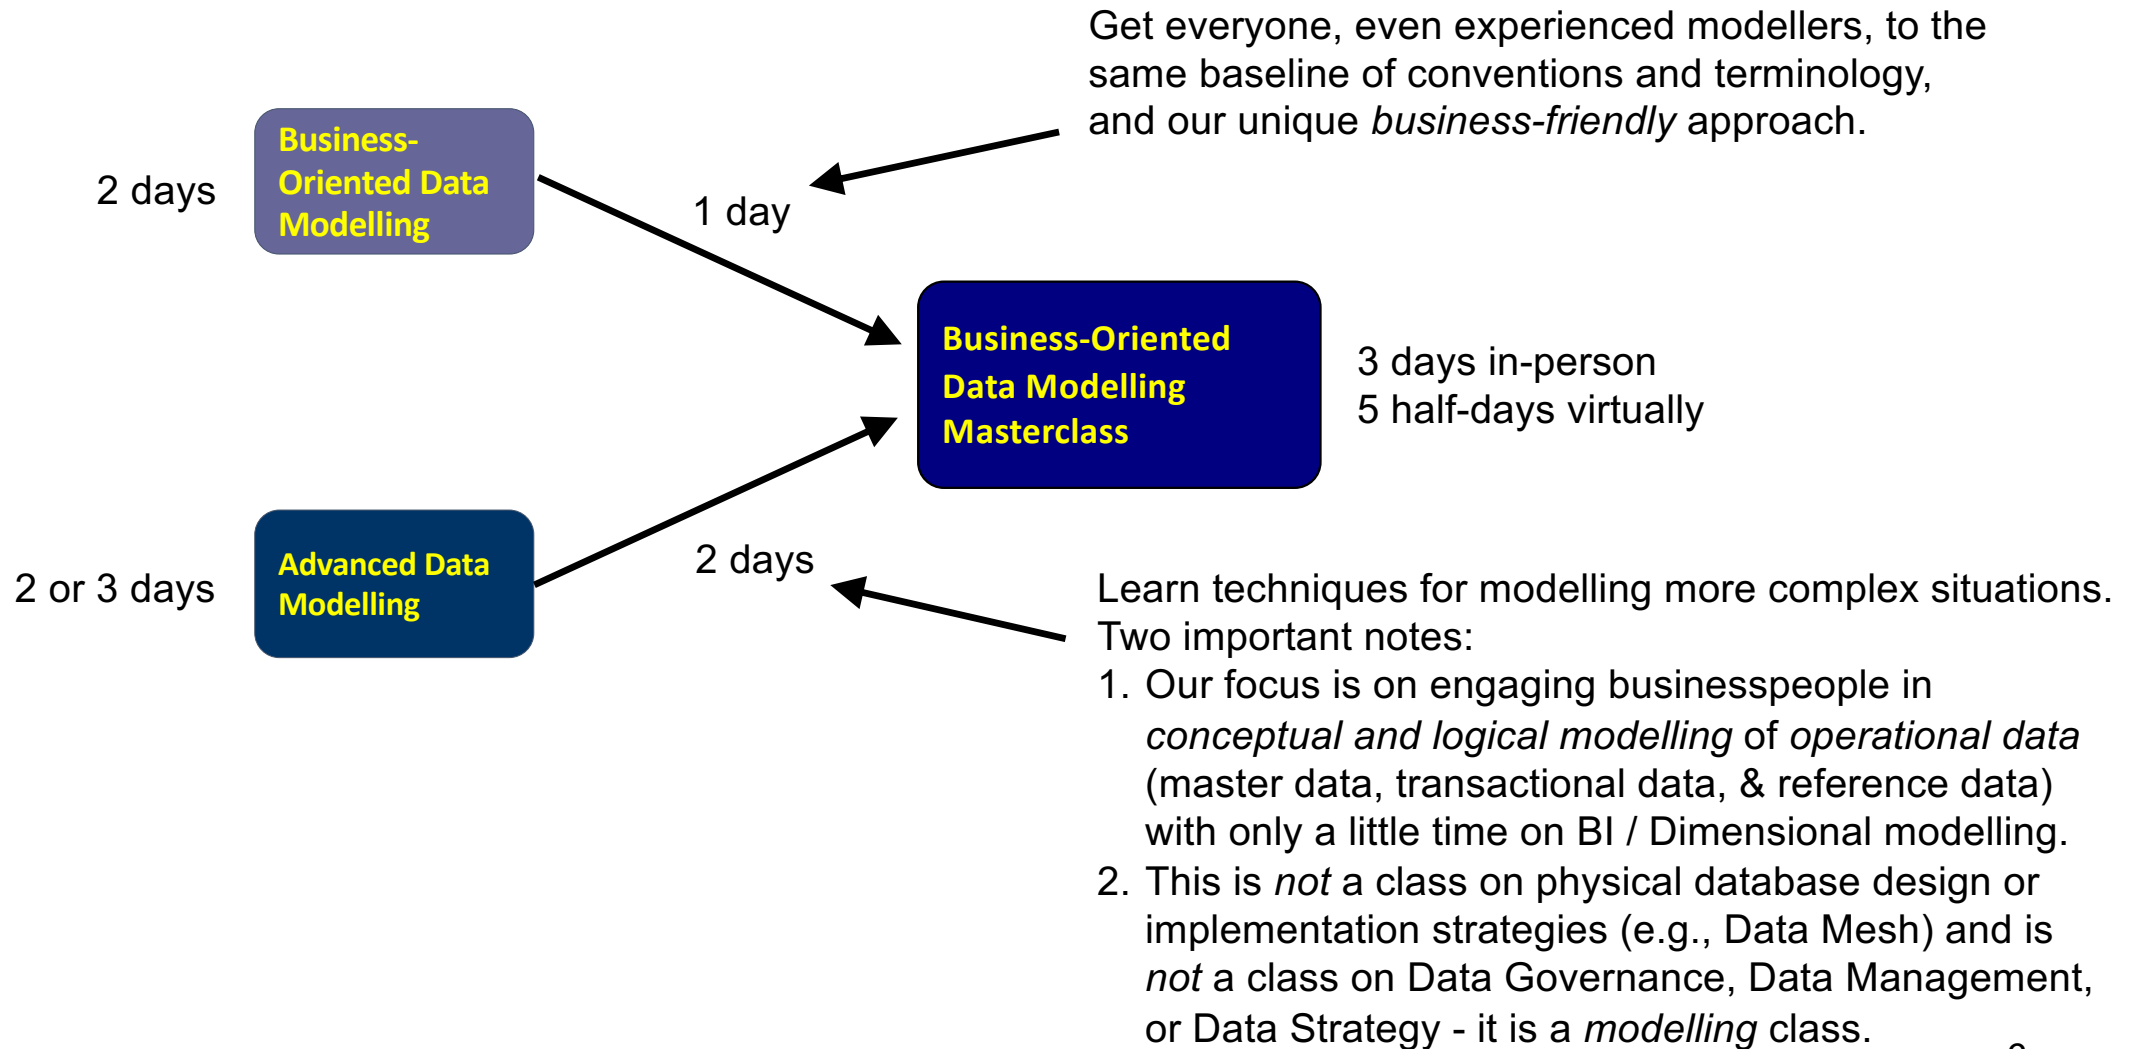 Get everyone, even experienced modellers, to the
same baseline of conventions and terminology,
and our unique business-friendly approach.
2 days
Business-
Oriented Data
Modelling
1 day
Business-Oriented
Data Modelling
Masterclass
3 days in-person
5 half-days virtually
2 or 3 days
Advanced Data
Modelling
2 days
Learn techniques for modelling more complex situations.
Two important notes:
1. Our focus is on engaging businesspeople in
conceptual and logical modelling of operational data
(master data, transactional data, & reference data)
with only a little time on BI / Dimensional modelling.
2. This is not a class on physical database design or
implementation strategies (e.g., Data Mesh) and is
not a class on Data Governance, Data Management,
or Data Strategy - it is a modelling class.